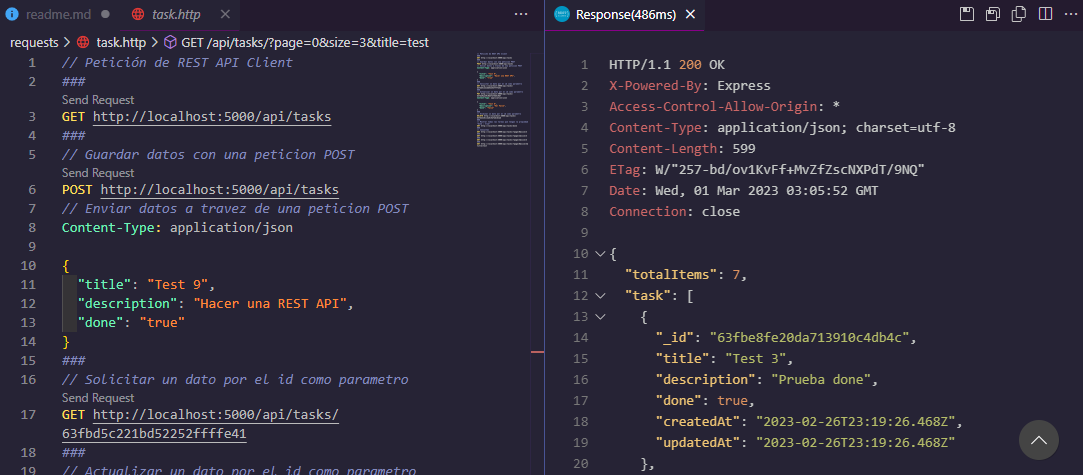 readme.md
task.http
requests > task.http > GET /api/tasks/?page=0&size=3&title=test
1 // Petición de REST API Client
2 ###
Send Request
3 GET http://localhost:5000/api/tasks
4 ###
5 // Guardar datos con una peticion POST
Send Request
6 POST http://localhost:5000/api/tasks
7 // Enviar datos a travez de una peticion POST
8 Content-Type: application/json
9
10 {
11 "title": "Test 9",
12 "description": "Hacer una REST API",
13 "done": "true"
14 }
15 ###
16 // Solicitar un dato por el id como parametro
Send Request
17 GET http://localhost:5000/api/tasks/
63fbd5c221bd52252ffffe41
18 ###
19 // Actualizar un dato por el id como parametro
Response(486ms)
1 HTTP/1.1 200 OK
2 X-Powered-By: Express
3 Access-Control-Allow-Origin: *
4 Content-Type: application/json; charset=utf-8
5 Content-Length: 599
6 ETag: W/"257-bd/ov1KvFf+MvZfZscNXPdT/9NQ"
7 Date: Wed, 01 Mar 2023 03:05:52 GMT
8 Connection: close
9
10 {
11 "totalItems": 7,
12 "task": [
13 {
14 "_id": "63fbe8fe20da713910c4db4c",
15 "title": "Test 3",
16 "description": "Prueba done",
17 "done": true,
18 "createdAt": "2023-02-26T23:19:26.468Z",
19 "updatedAt": "2023-02-26T23:19:26.468Z"
20 },